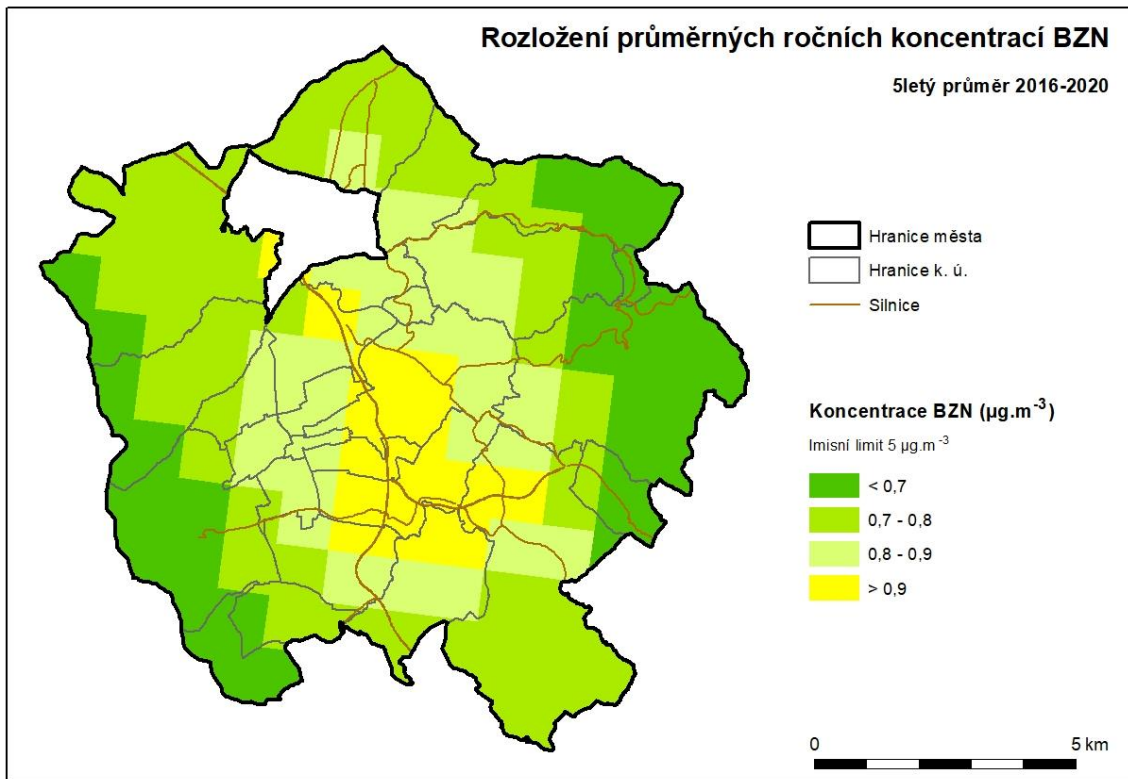 Rozložení průměrných ročních koncentrací BZN
5letý průměr 2016-2020
Hranice města
Hranice k. ú.
Silnice
Koncentrace BZN (µg.m⁻³)
Imisní limit 5 µg.m⁻³
< 0,7
0,7 - 0,8
0,8 - 0,9
> 0,9
0 5 km